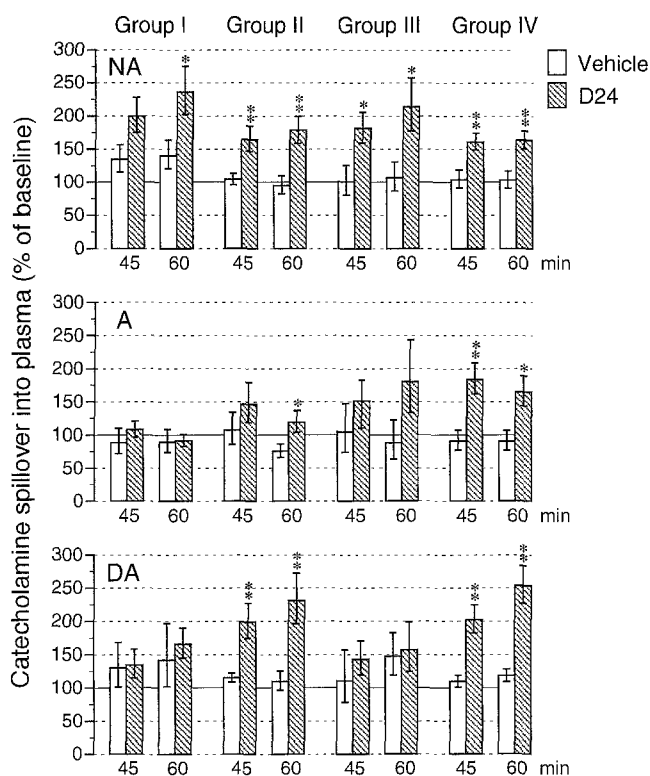 Group I Group II Group III Group IV
Vehicle
D24
Catecholamine spillover into plasma (% of baseline)
NA
300
250
200
150
100
50
0
* ** ** * * ** **
45 60 45 60 45 60 45 60 min
A
300
250
200
150
100
50
0
* ** *
45 60 45 60 45 60 45 60 min
DA
300
250
200
150
100
50
0
** ** ** **
45 60 45 60 45 60 45 60 min